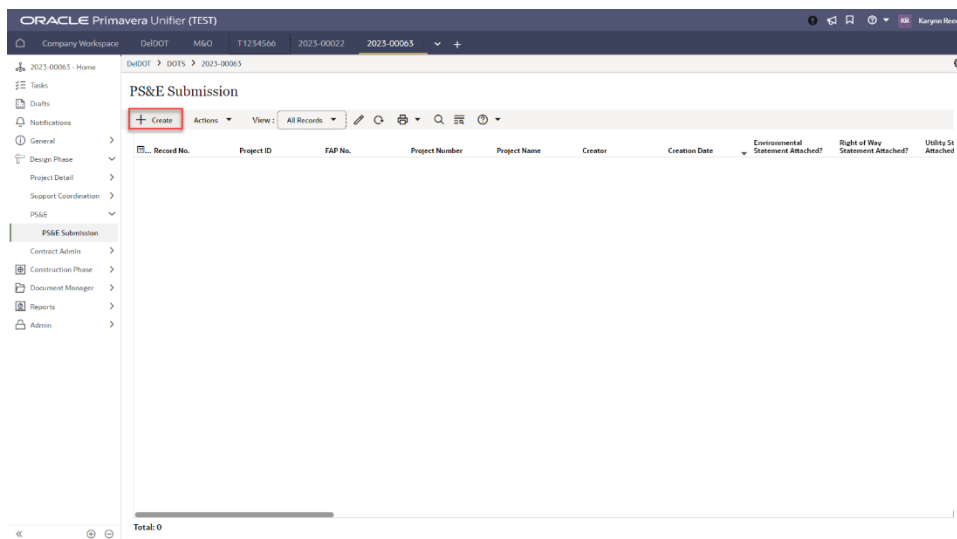 ORACLE Primavera Unifier (TEST)
KR Karynn Ree
Company Workspace DelDOT M&O T1234566 2023-00022 2023-00063
2023-00063 - Home
Tasks
Drafts
Notifications
General
Design Phase
Project Detail
Support Coordination
PS&E
PS&E Submission
Contract Admin
Construction Phase
Document Manager
Reports
Admin
DelDOT > DOTS > 2023-00063
PS&E Submission
+ Create Actions View : All Records
... Record No. Project ID FAP No. Project Number Project Name Creator Creation Date Environmental Statement Attached? Right of Way Statement Attached? Utility St Attached
Total: 0